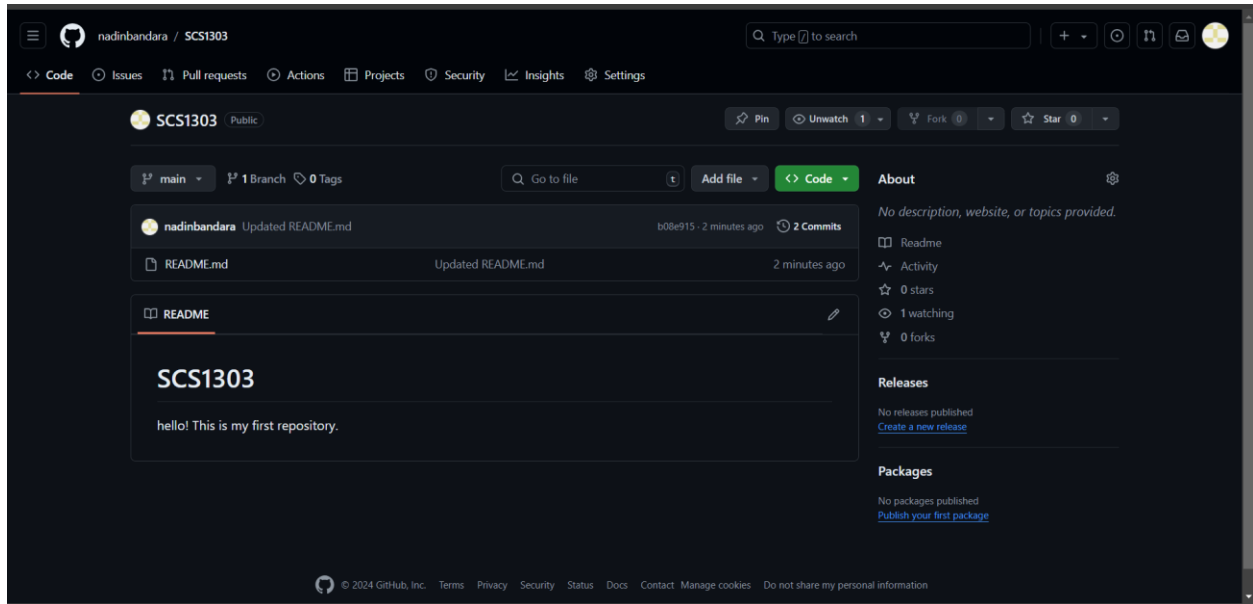 nadinbandara / SCS1303
Type / to search
Code Issues Pull requests Actions Projects Security Insights Settings
SCS1303 Public
Pin Unwatch 1 Fork 0 Star 0
main 1 Branch 0 Tags
Go to file t Add file Code
nadinbandara Updated README.md b08e915 · 2 minutes ago 2 Commits
README.md Updated README.md 2 minutes ago
README
SCS1303
hello! This is my first repository.
About
No description, website, or topics provided.
Readme
Activity
0 stars
1 watching
0 forks
Releases
No releases published
Create a new release
Packages
No packages published
Publish your first package
© 2024 GitHub, Inc. Terms Privacy Security Status Docs Contact Manage cookies Do not share my personal information